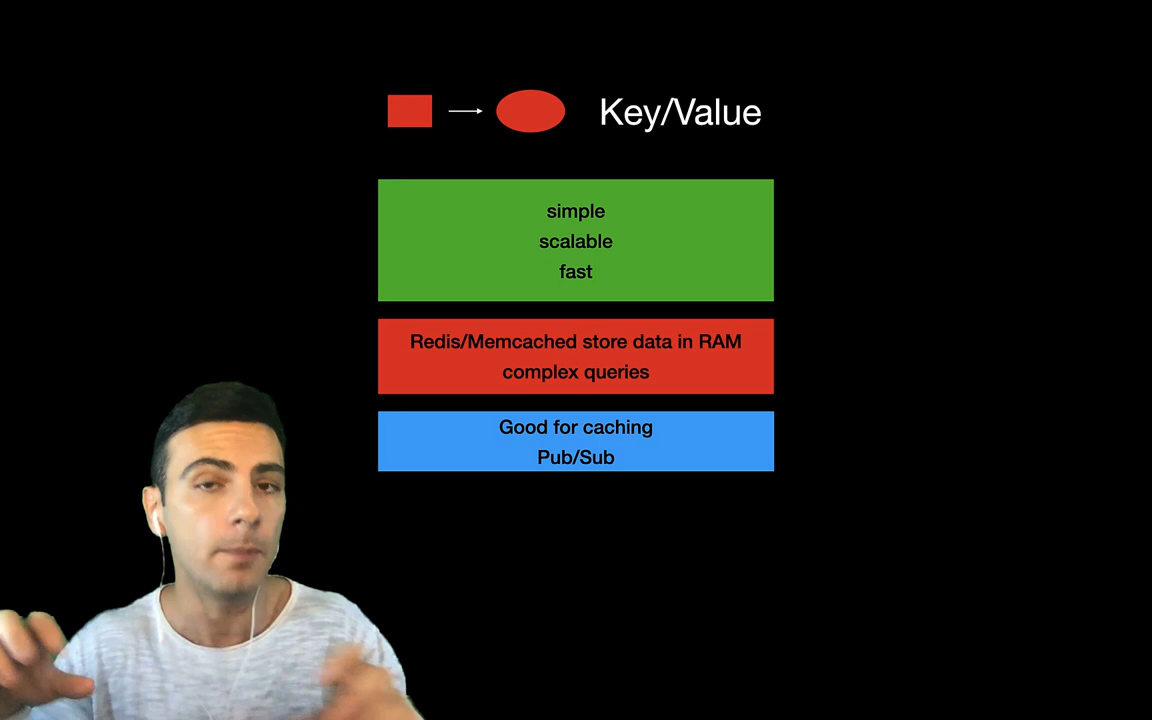 Key/Value
simple
scalable
fast
Redis/Memcached store data in RAM
complex queries
Good for caching
Pub/Sub